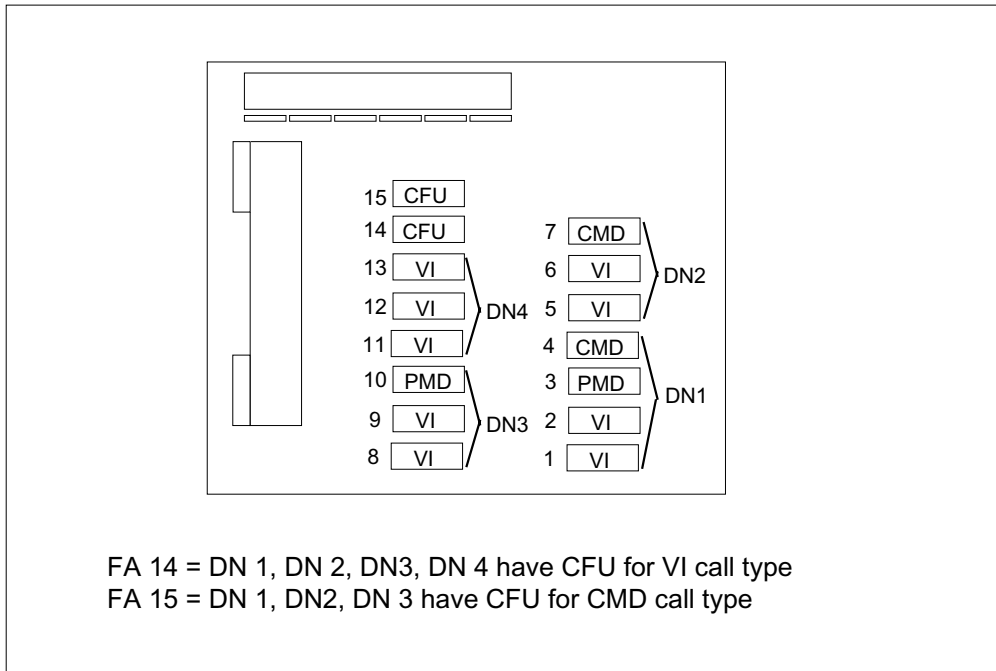 15 CFU
14 CFU
13 VI
12 VI
11 VI
DN4
10 PMD
9 VI
8 VI
DN3
7 CMD
6 VI
5 VI
DN2
4 CMD
3 PMD
2 VI
1 VI
DN1
FA 14 = DN 1, DN 2, DN3, DN 4 have CFU for VI call type
FA 15 = DN 1, DN2, DN 3 have CFU for CMD call type